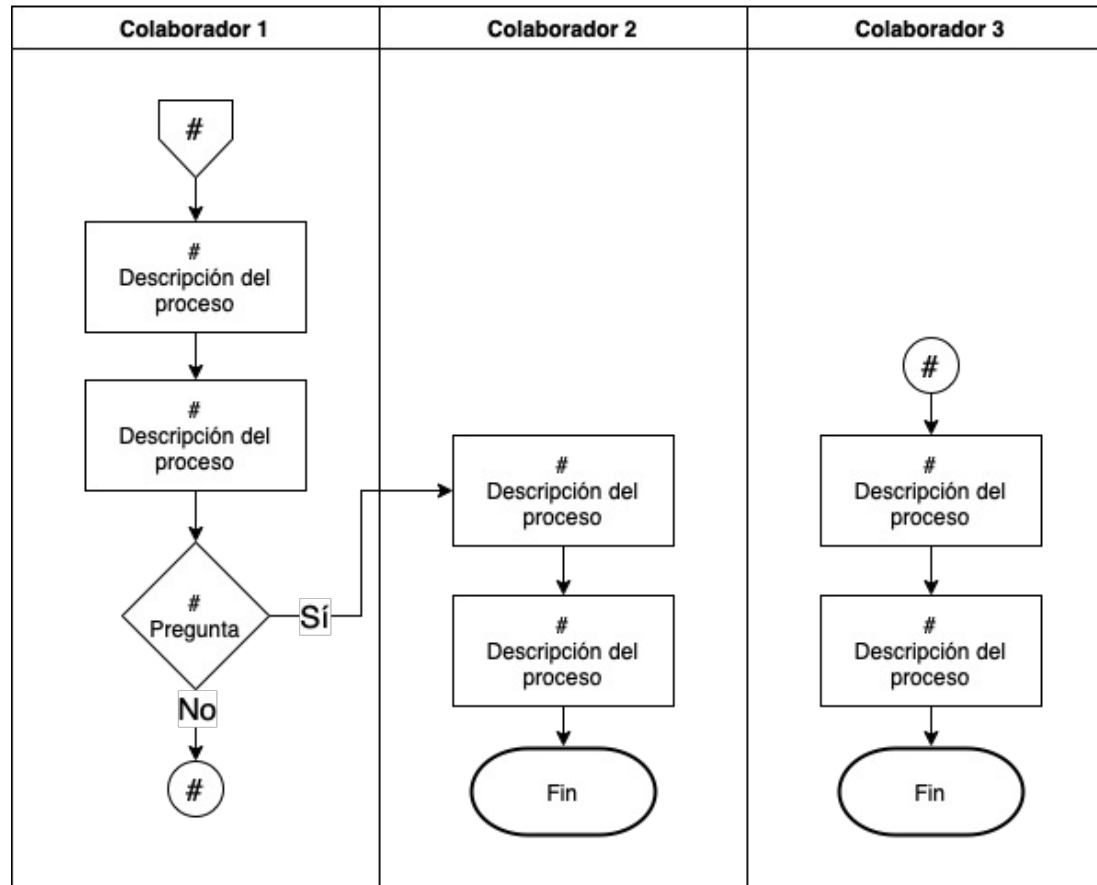 Colaborador 1
Colaborador 2
Colaborador 3
#
#
Descripción del
proceso
#
Descripción del
proceso
#
Pregunta
Sí
No
#
#
Descripción del
proceso
#
Descripción del
proceso
Fin
#
#
Descripción del
proceso
#
Descripción del
proceso
Fin